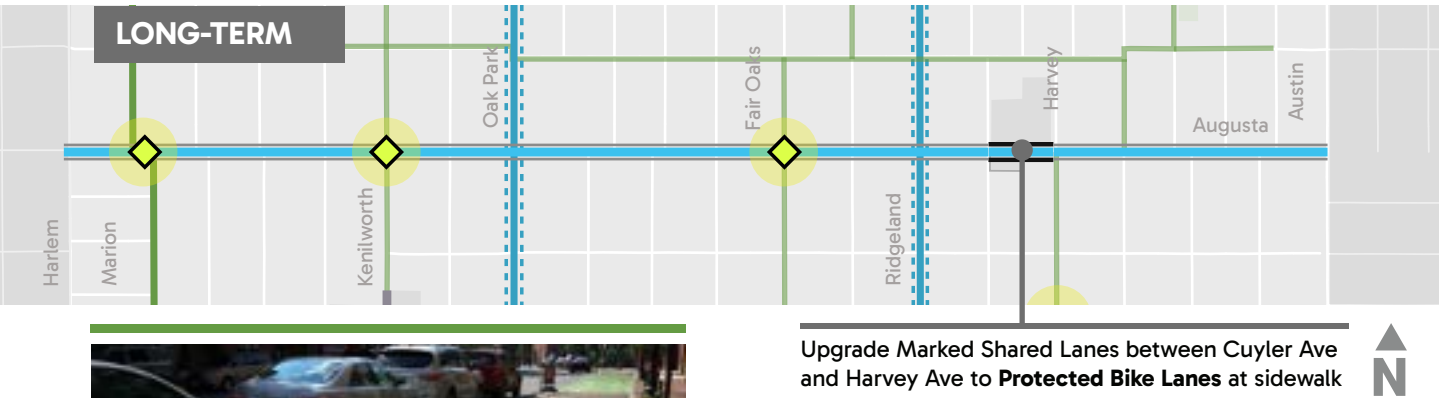 LONG-TERM
Oak Park
Fair Oaks
Harvey
Austin
Augusta
Harlem
Marion
Kenilworth
Ridgeland
Upgrade Marked Shared Lanes between Cuyler Ave
and Harvey Ave to Protected Bike Lanes at sidewalk
N